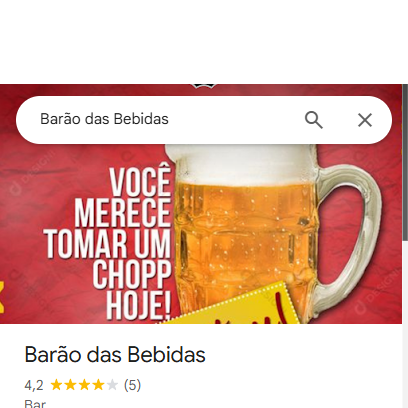 Barão das Bebidas
VOCÊ
MERECE
TOMAR UM
CHOPP
HOJE!
Barão das Bebidas
4,2 ★★★★☆ (5)
Bar